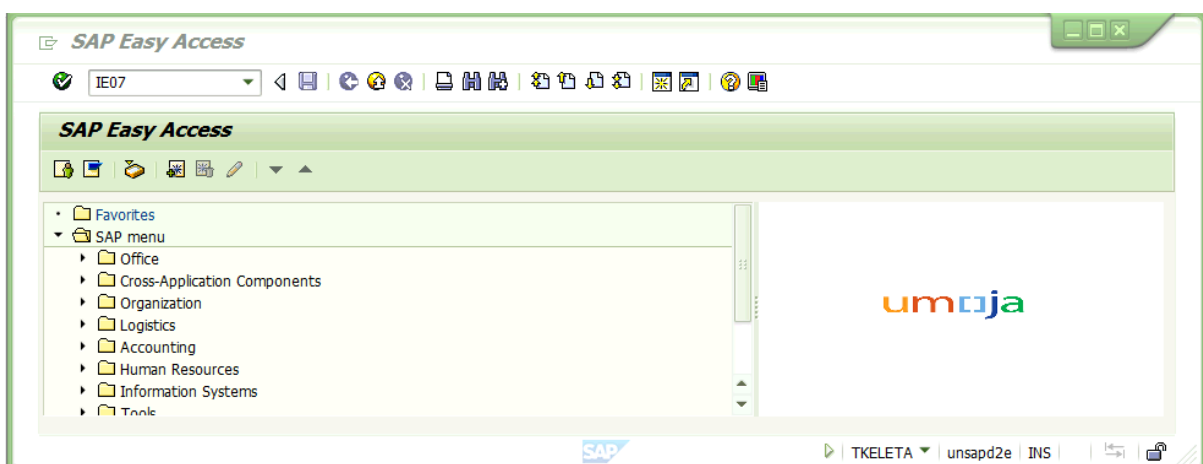 SAP Easy Access
IE07
SAP Easy Access
Favorites
SAP menu
Office
Cross-Application Components
Organization
Logistics
Accounting
Human Resources
Information Systems
Tools
umoja
SAP
TKELETA unsapd2e INS